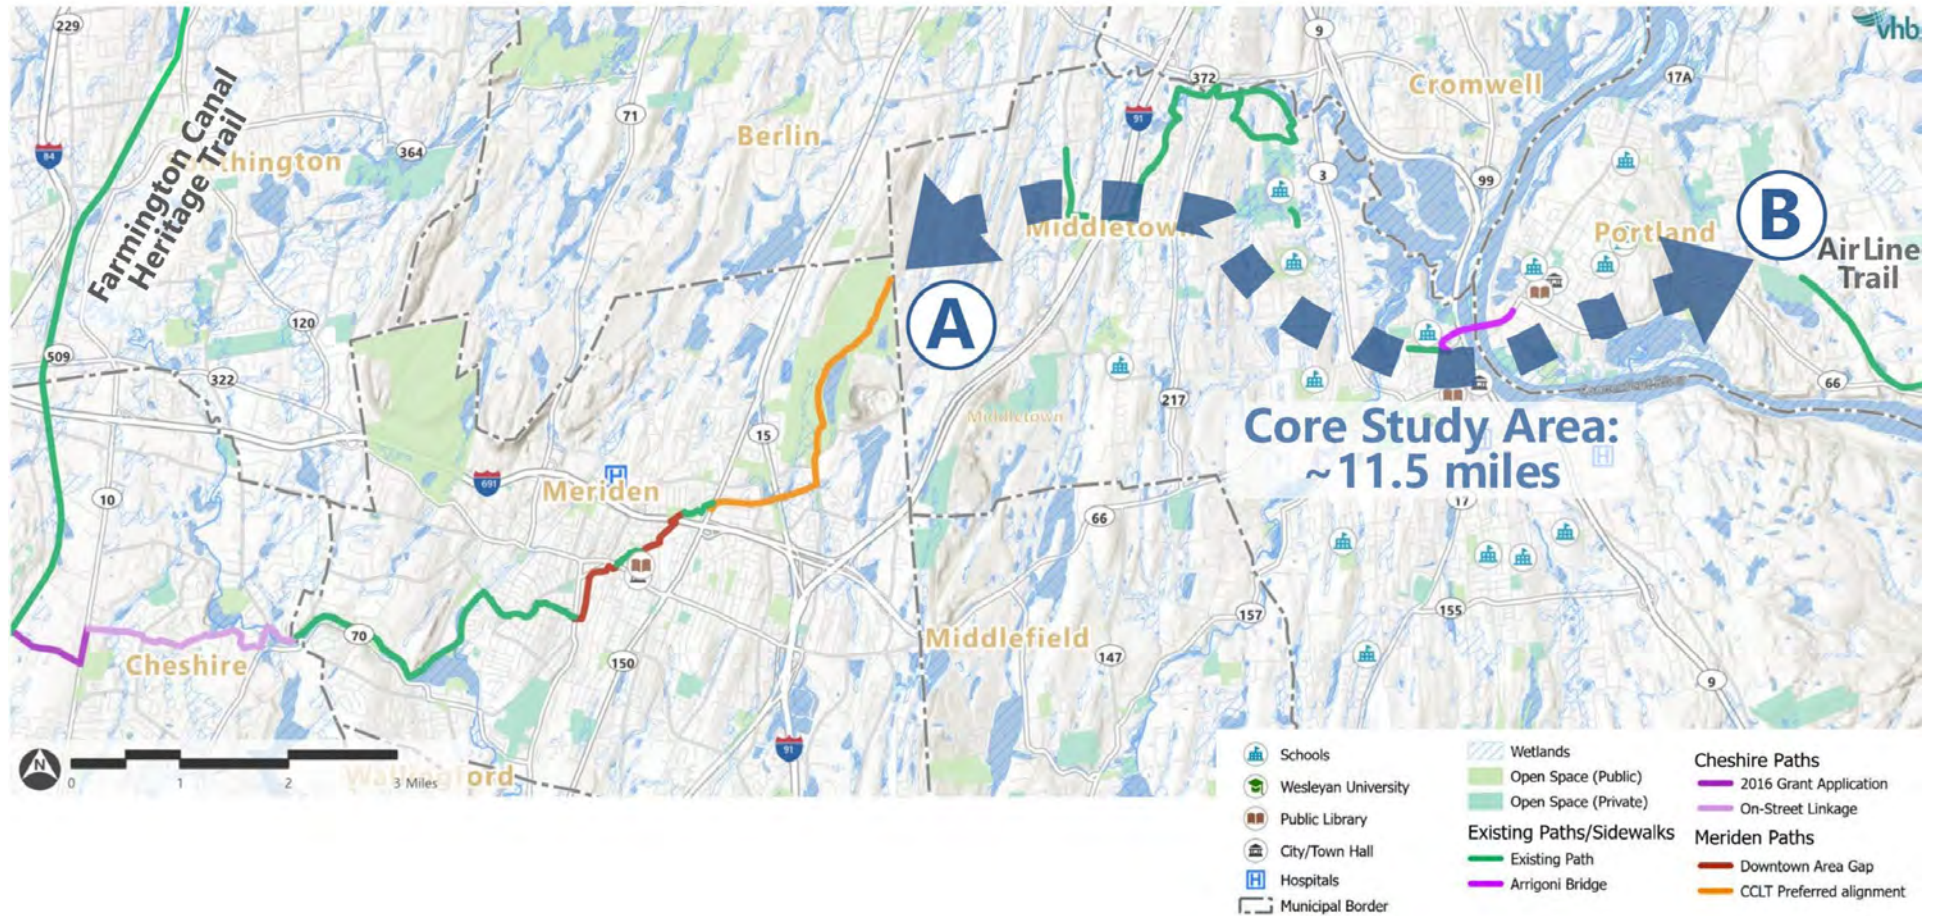 229
9
vhb
372
17A
Cromwell
71
91
Berlin
84
364
thington
Farmington Canal
Heritage Trail
3
99
Middletown
Portland
B
Air Line
Trail
A
120
509
322
66
217
Middletown
15
Core Study Area:
~11.5 miles
691
Meriden
10
17
66
70
Cheshire
150
Middlefield
147
157
155
9
91
N
0
1
2
3 Miles
Schools
Wesleyan University
Public Library
City/Town Hall
Hospitals
Municipal Border
Wetlands
Open Space (Public)
Open Space (Private)
Existing Paths/Sidewalks
Existing Path
Arrigoni Bridge
Cheshire Paths
2016 Grant Application
On-Street Linkage
Meriden Paths
Downtown Area Gap
CCLT Preferred alignment